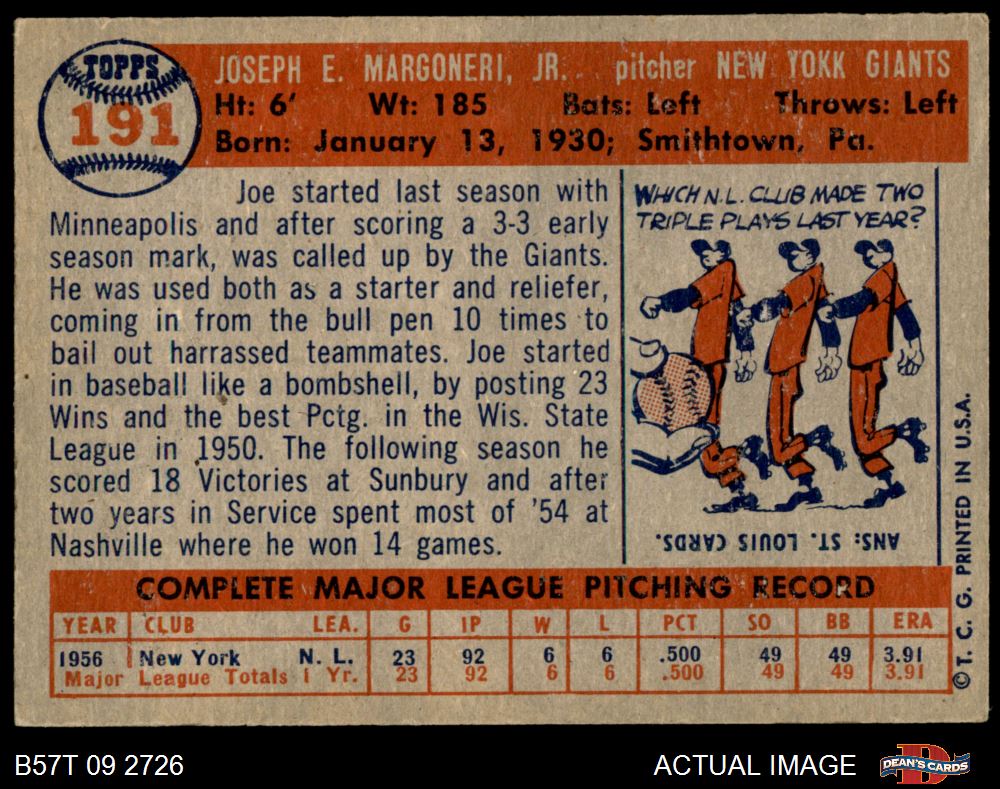 TOPPS
191
JOSEPH E. MARGONERI, JR. pitcher NEW YOKK GIANTS
Ht: 6' Wt: 185 Bats: Left Throws: Left
Born: January 13, 1930; Smithtown, Pa.
Joe started last season with
Minneapolis and after scoring a 3-3 early
season mark, was called up by the Giants.
He was used both as a starter and reliefer,
coming in from the bull pen 10 times to
bail out harrassed teammates. Joe started
in baseball like a bombshell, by posting 23
Wins and the best Pctg. in the Wis. State
League in 1950. The following season he
scored 18 Victories at Sunbury and after
two years in Service spent most of '54 at
Nashville where he won 14 games.
WHICH N.L. CLUB MADE TWO
TRIPLE PLAYS LAST YEAR?
ANS: ST. LOUIS CARDS.
COMPLETE MAJOR LEAGUE PITCHING RECORD
YEAR CLUB LEA. G IP W L PCT SO BB ERA
1956 New York N. L. 23 92 6 6 .500 49 49 3.91
Major League Totals 1 Yr. 23 92 6 6 .500 49 49 3.91
©T. C. G. PRINTED IN U.S.A.
B57T 09 2726
ACTUAL IMAGE
D
DEAN'S CARDS